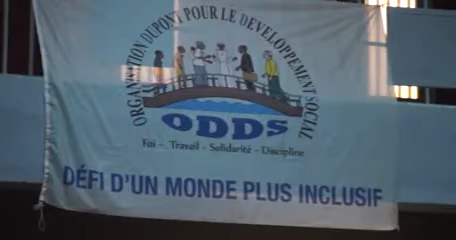 ORGANISATION DUPONT POUR LE DEVELOPPEMENT SOCIAL
ODDS
Foi - Travail - Solidarité - Discipline
DÉFI D'UN MONDE PLUS INCLUSIF